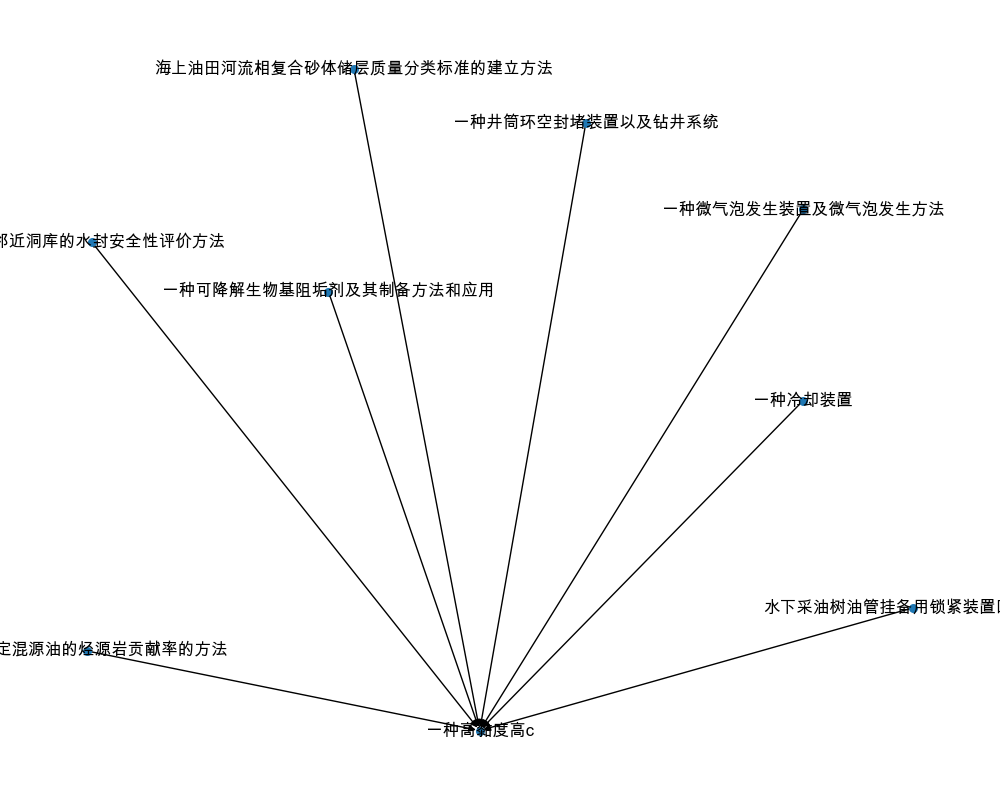 海上油田河流相复合砂体储层质量分类标准的建立方法
一种井筒环空封堵装置以及钻井系统
一种微气泡发生装置及微气泡发生方法
邻近洞库的水封安全性评价方法
一种可降解生物基阻垢剂及其制备方法和应用
一种冷却装置
水下采油树油管挂备用锁紧装置
定混源油的烃源岩贡献率的方法
一种高黏度高c